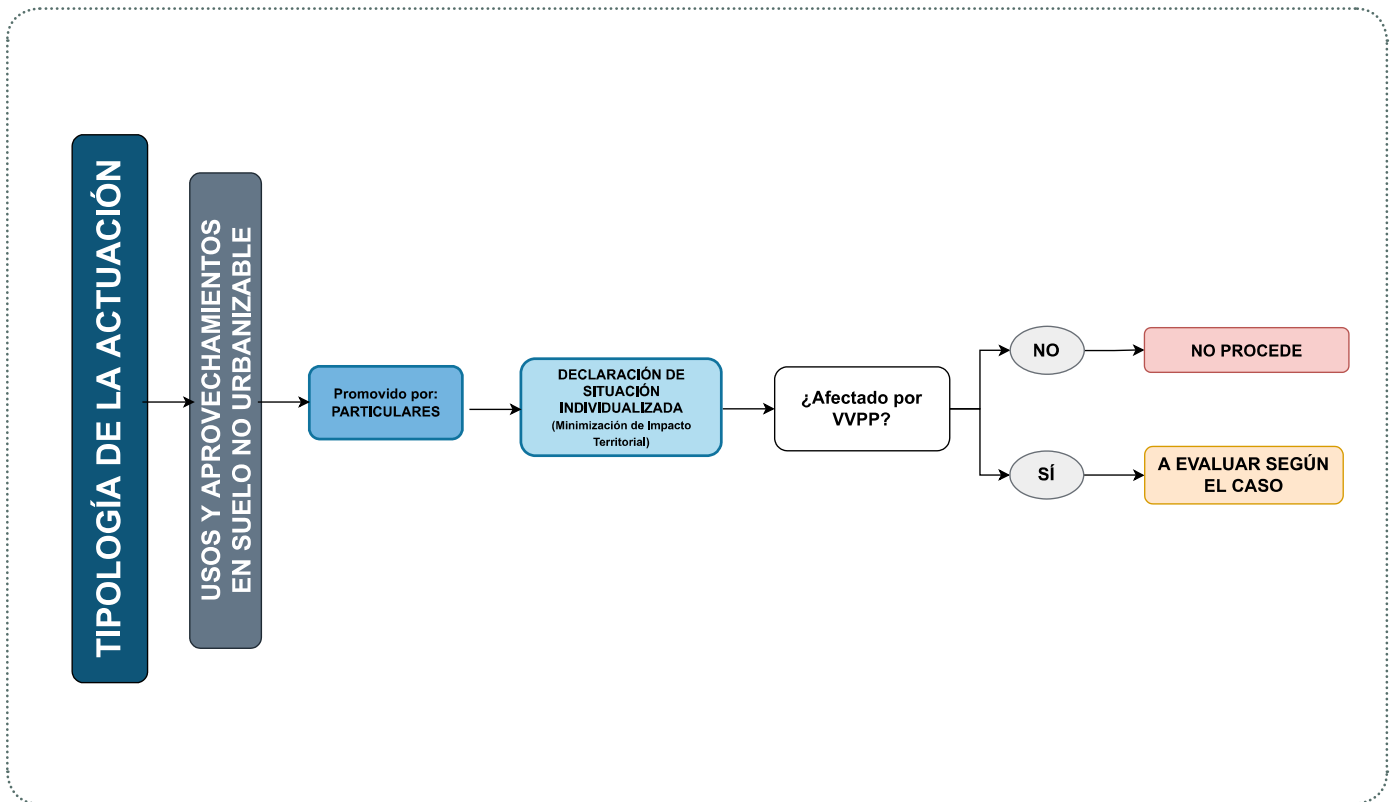 TIPOLOGÍA DE LA ACTUACIÓN
USOS Y APROVECHAMIENTOS
EN SUELO NO URBANIZABLE
Promovido por:
PARTICULARES
DECLARACIÓN DE
SITUACIÓN
INDIVIDUALIZADA
(Minimización de Impacto
Territorial)
¿Afectado por
VVPP?
NO
NO PROCEDE
SÍ
A EVALUAR SEGÚN
EL CASO